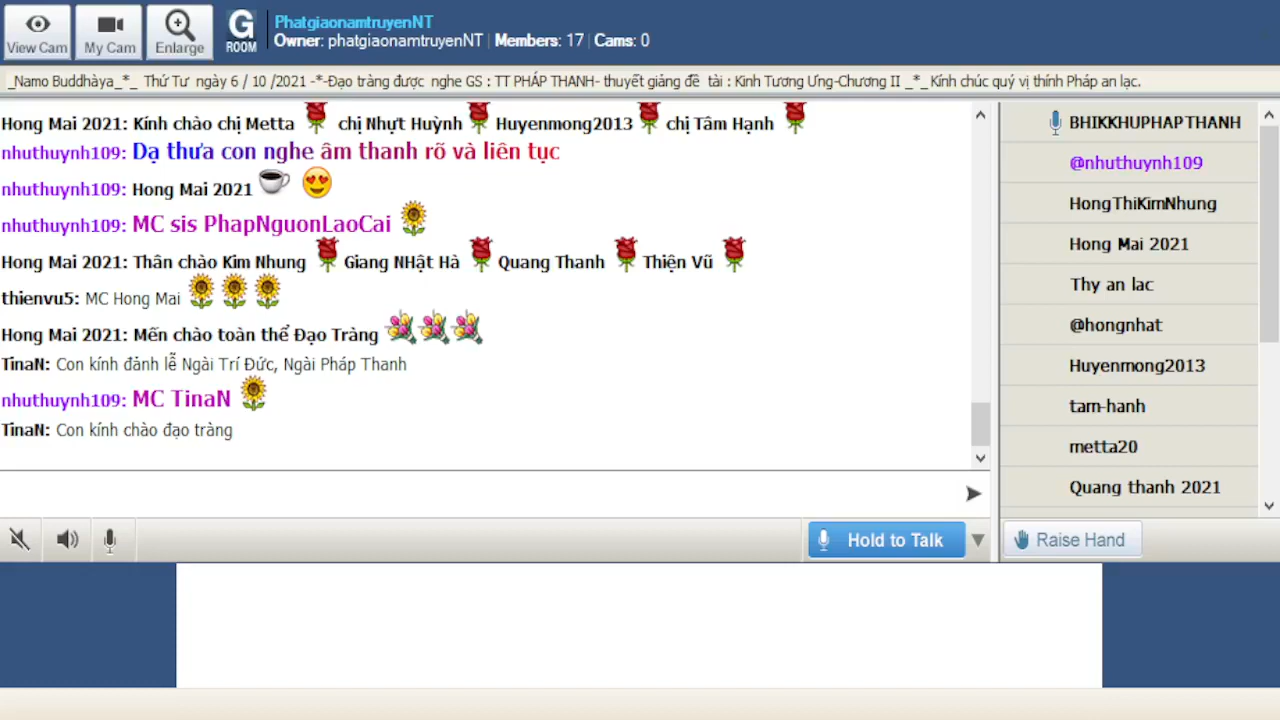 View Cam
My Cam
Enlarge
G
ROOM
PhatgiaonamtruyenNT
Owner: phatgiaonamtruyenNT | Members: 17 | Cams: 0
_Namo Buddhàya_*_ Thứ Tư ngày 6 / 10 /2021 -*-Đạo tràng được nghe GS : TT PHÁP THANH- thuyết giảng đề tài : Kinh Tương Ưng-Chương II _*_ Kính chúc quý vị thính Pháp an lạc.
Hong Mai 2021: Kính chào chị Metta chị Nhựt Huỳnh Huyenmong2013 chị Tâm Hạnh
nhuthuynh109: Dạ thưa con nghe âm thanh rõ và liên tục
nhuthuynh109: Hong Mai 2021
nhuthuynh109: MC sis PhapNguonLaoCai
Hong Mai 2021: Thân chào Kim Nhung Giang NHật Hà Quang Thanh Thiện Vũ
thienvu5: MC Hong Mai
Hong Mai 2021: Mến chào toàn thể Đạo Tràng
TinaN: Con kính đảnh lễ Ngài Trí Đức, Ngài Pháp Thanh
nhuthuynh109: MC TinaN
TinaN: Con kính chào đạo tràng
BHIKKHUPHAPTHANH
@nhuthuynh109
HongThiKimNhung
Hong Mai 2021
Thy an lac
@hongnhat
Huyenmong2013
tam-hanh
metta20
Quang thanh 2021
Hold to Talk
Raise Hand